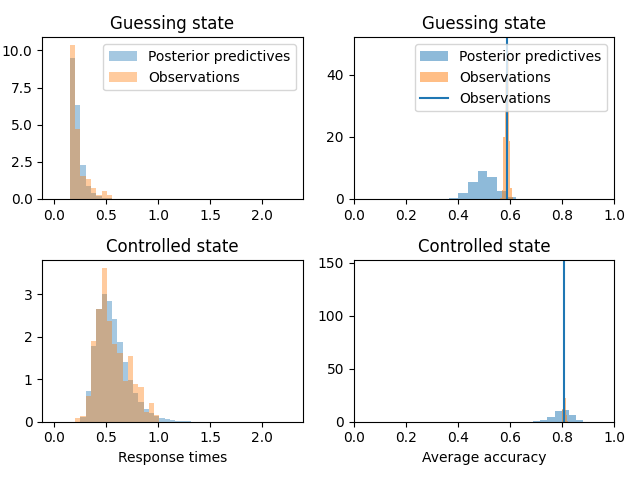 Guessing state
Posterior predictives
Observations
10.0
7.5
5.0
2.5
0.0
0.0 0.5 1.0 1.5 2.0
Guessing state
Posterior predictives
Observations
Observations
40
20
0
0.0 0.2 0.4 0.6 0.8 1.0
Controlled state
3
2
1
0
0.0 0.5 1.0 1.5 2.0
Response times
Controlled state
150
100
50
0
0.0 0.2 0.4 0.6 0.8 1.0
Average accuracy